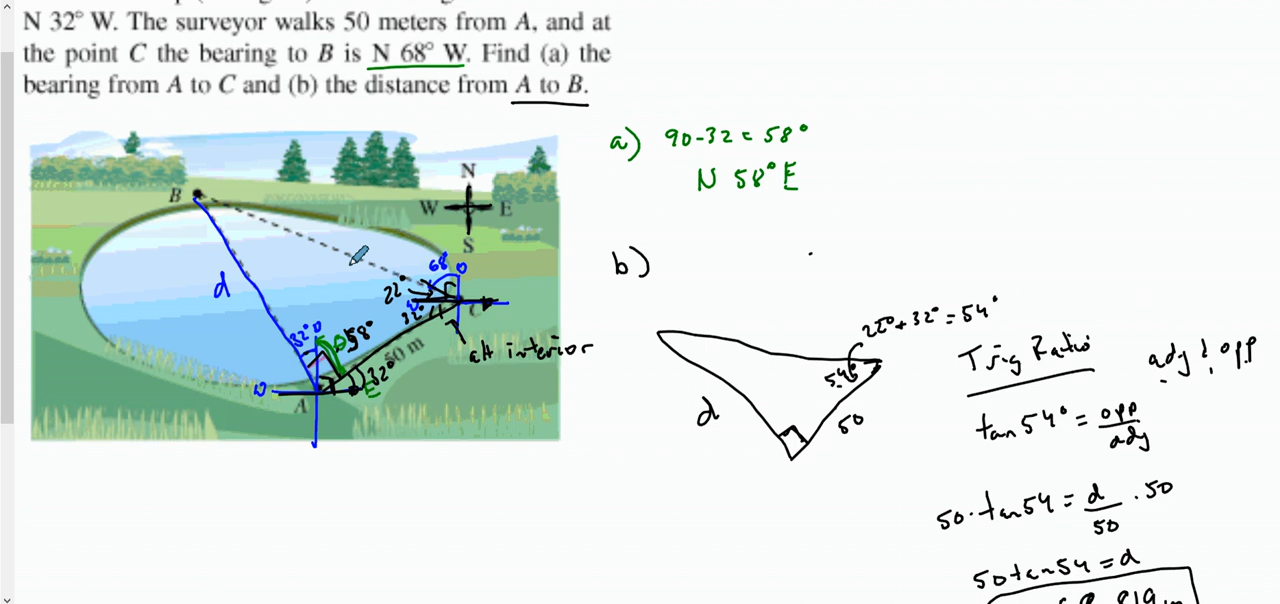 N 32° W. The surveyor walks 50 meters from A, and at
the point C the bearing to B is N 68° W. Find (a) the
bearing from A to C and (b) the distance from A to B.
a) 90-32 = 58°
N 58° E
N
W E
S
B
b)
68
22°
32°
C
d
32°
58°
50 m
32°
alt interior
A
E
22°+32° = 54°
54°
d
50
Trig Ratio
adj ! opp
tan 54° = opp/adj
50·tan 54 = d/50 · 50
50 tan 54 = d